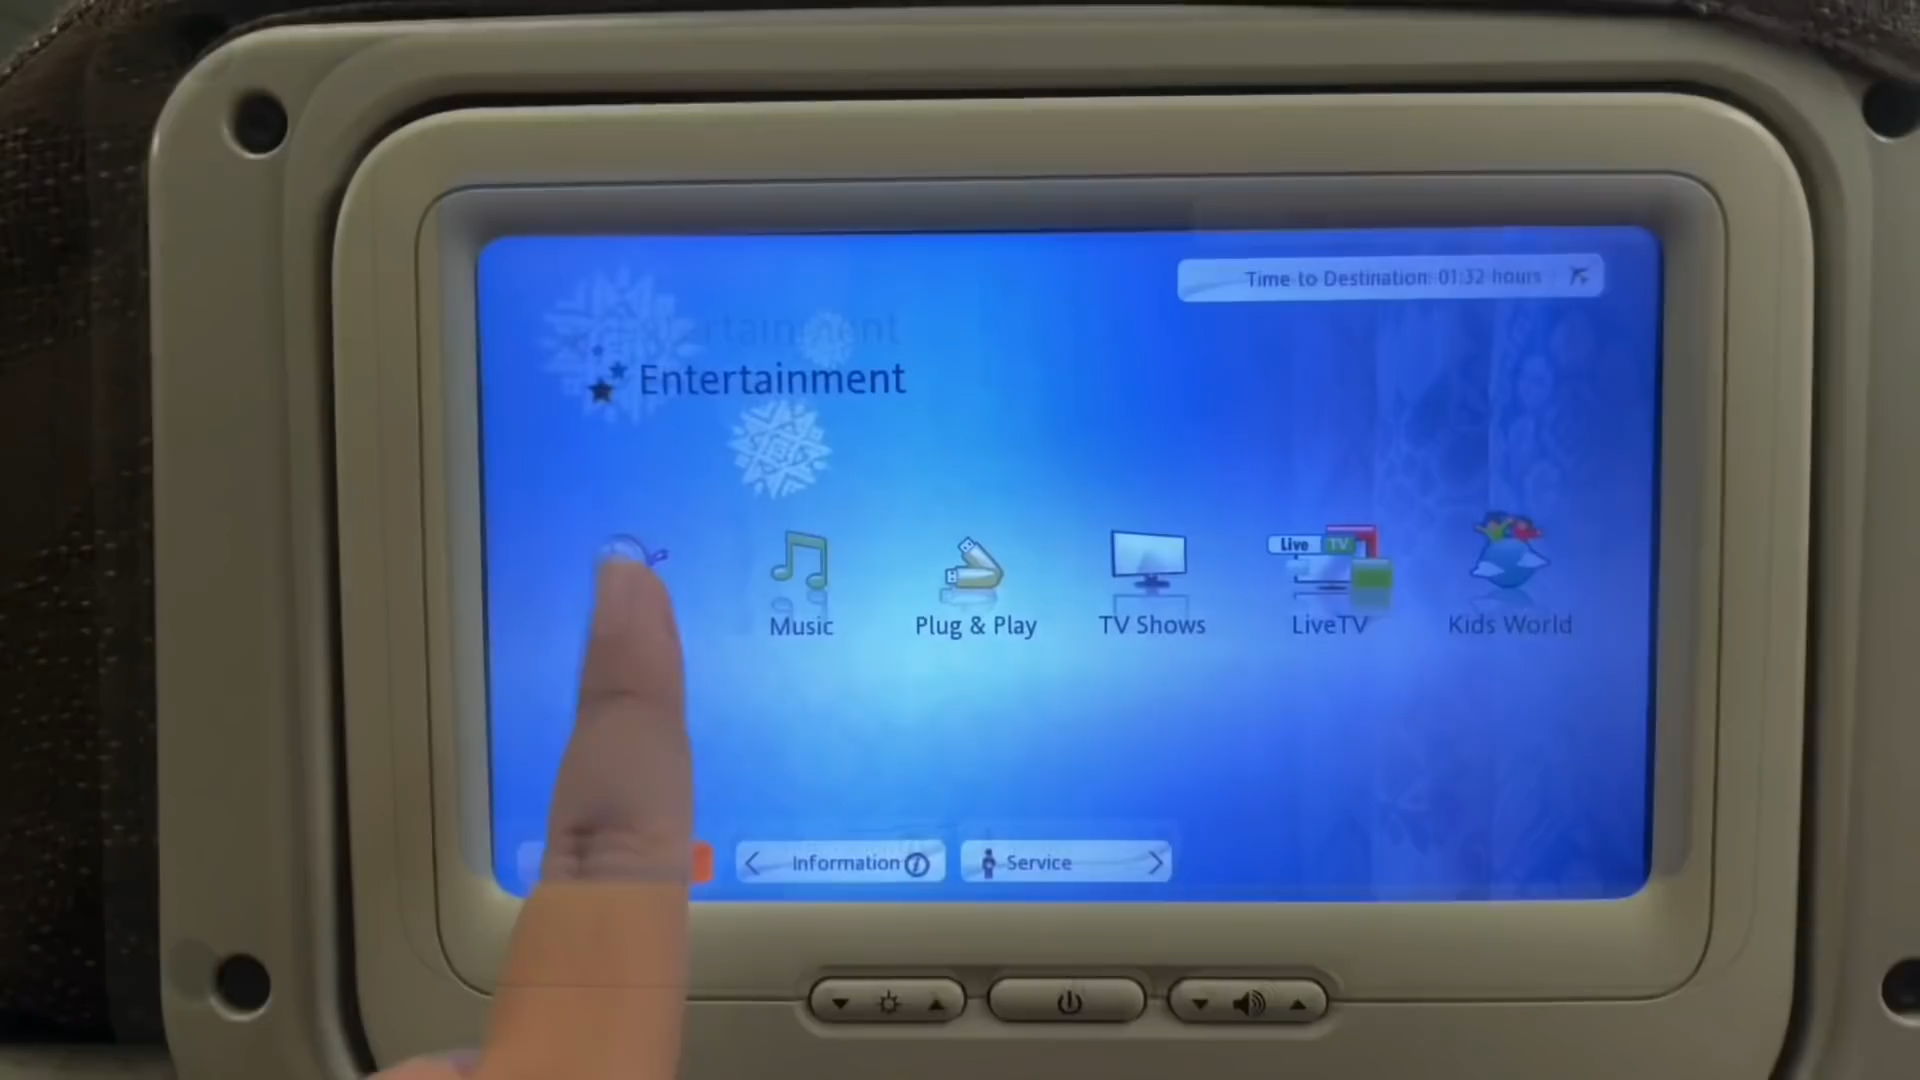 Time to Destination: 01:32 hours
Entertainment
Live TV
Music
Plug & Play
TV Shows
LiveTV
Kids World
Information
Service